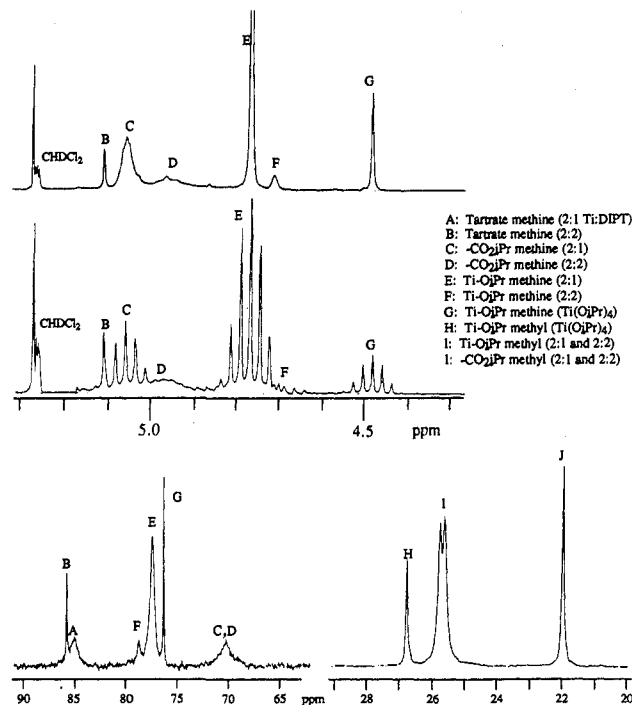 E
G
CHDCl2
B
C
D
F
A: Tartrate methine (2:1 Ti:DIPT)
B: Tartrate methine (2:2)
C: -CO2iPr methine (2:1)
D: -CO2iPr methine (2:2)
E: Ti-OiPr methine (2:1)
F: Ti-OiPr methine (2:2)
G: Ti-OiPr methine (Ti(OiPr)4)
H: Ti-OiPr methyl (Ti(OiPr)4)
I: Ti-OiPr methyl (2:1 and 2:2)
1: -CO2iPr methyl (2:1 and 2:2)
E
CHDCl2
B
C
D
F
G
5.0 4.5 ppm
G
B
E
A
F
C,D
90 85 80 75 70 65 ppm
J
I
H
28 26 24 22 20